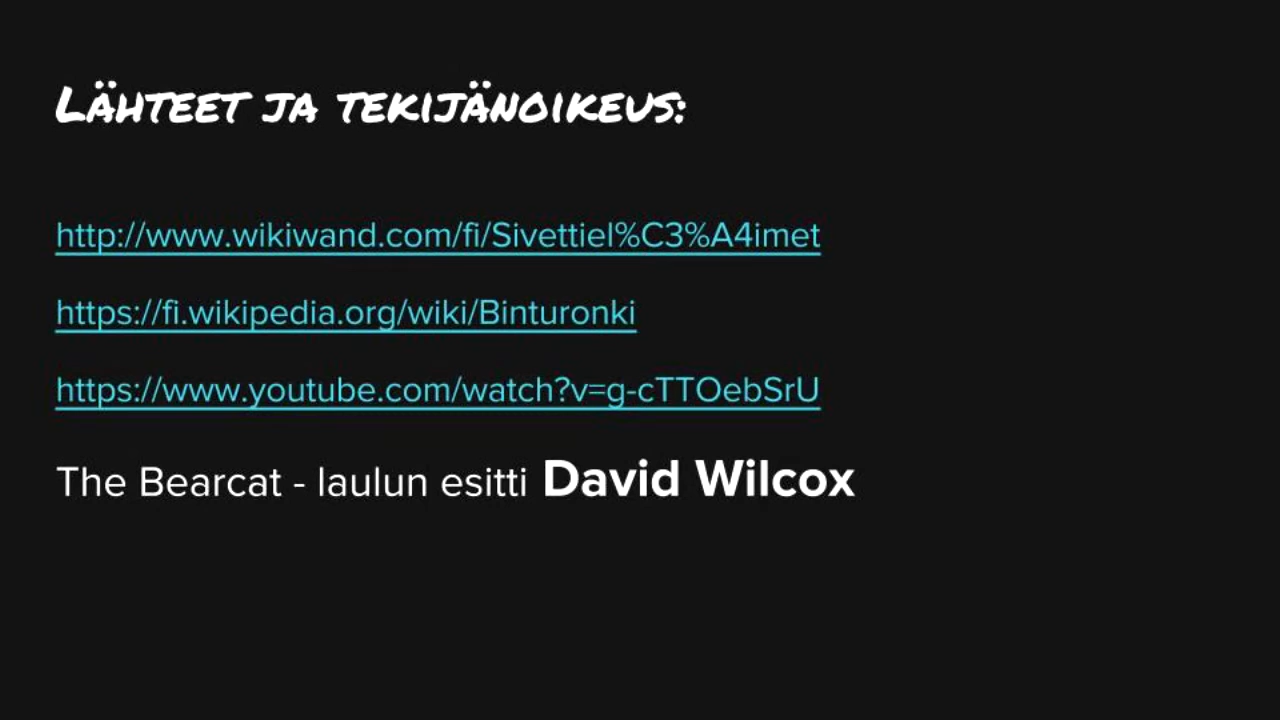 Lähteet ja tekijänoikeus:
http://www.wikiwand.com/fi/Sivettiel%C3%A4imet
https://fi.wikipedia.org/wiki/Binturonki
https://www.youtube.com/watch?v=g-cTTOebSrU
The Bearcat - laulun esitti David Wilcox